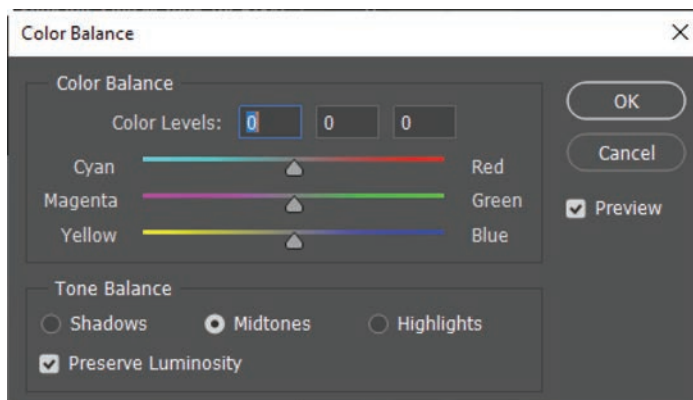 Color Balance
Color Balance
OK
Color Levels: 0 0 0
Cancel
Cyan Red
Magenta Green
Preview
Yellow Blue
Tone Balance
Shadows Midtones Highlights
Preserve Luminosity